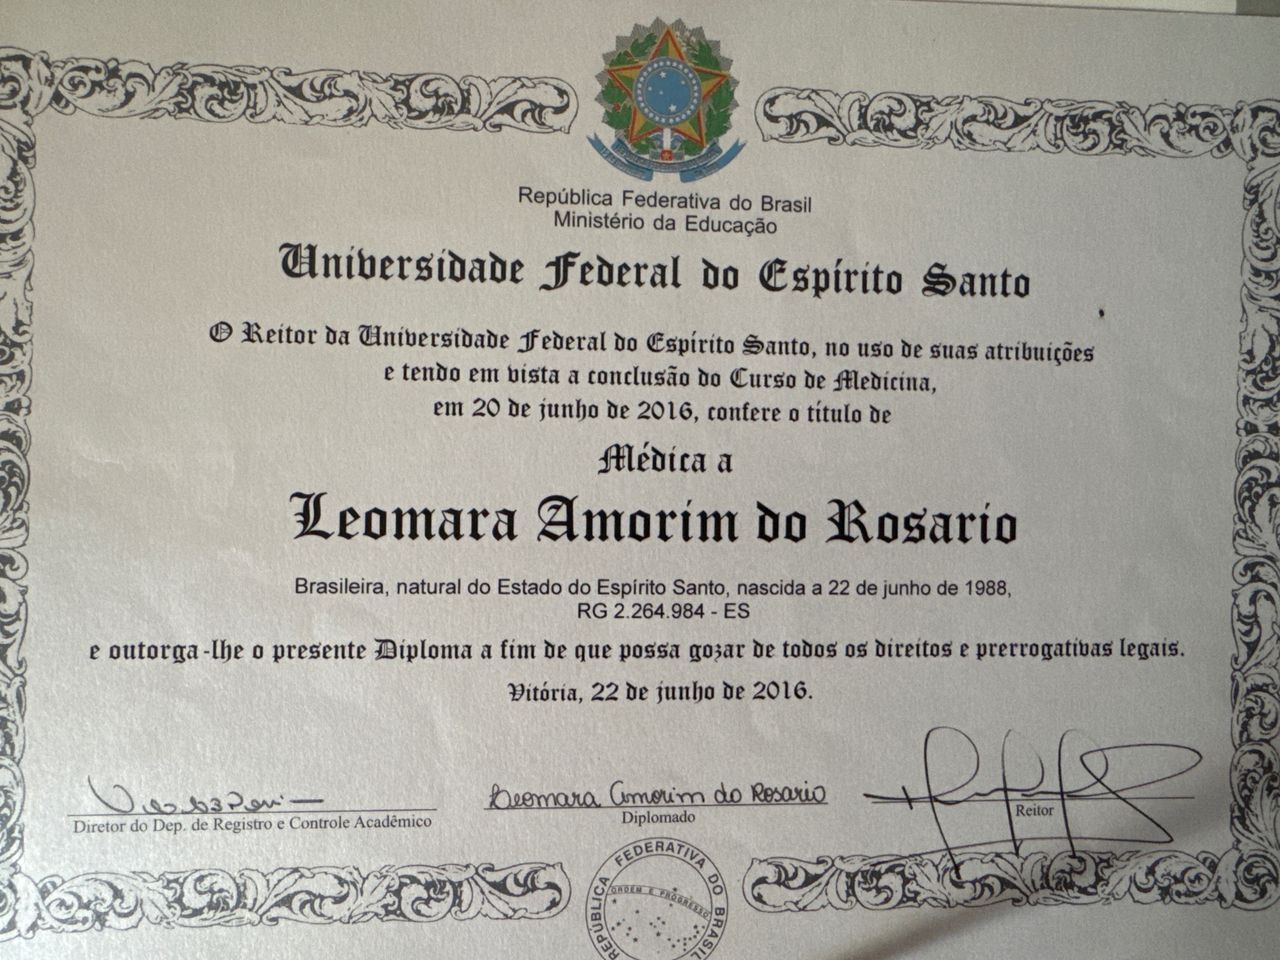 República Federativa do Brasil
Ministério da Educação
Universidade Federal do Espírito Santo
O Reitor da Universidade Federal do Espírito Santo, no uso de suas atribuições
e tendo em vista a conclusão do Curso de Medicina,
em 20 de junho de 2016, confere o título de
Médica a
Leomara Amorim do Rosario
Brasileira, natural do Estado do Espírito Santo, nascida a 22 de junho de 1988,
RG 2.264.984 - ES
e outorga-lhe o presente Diploma a fim de que possa gozar de todos os direitos e prerrogativas legais.
Vitória, 22 de junho de 2016.
Leomara Amorim do Rosario
Diretor do Dep. de Registro e Controle Acadêmico
Diplomado
Reitor
REPÚBLICA FEDERATIVA DO BRASIL
ORDEM E PROGRESSO